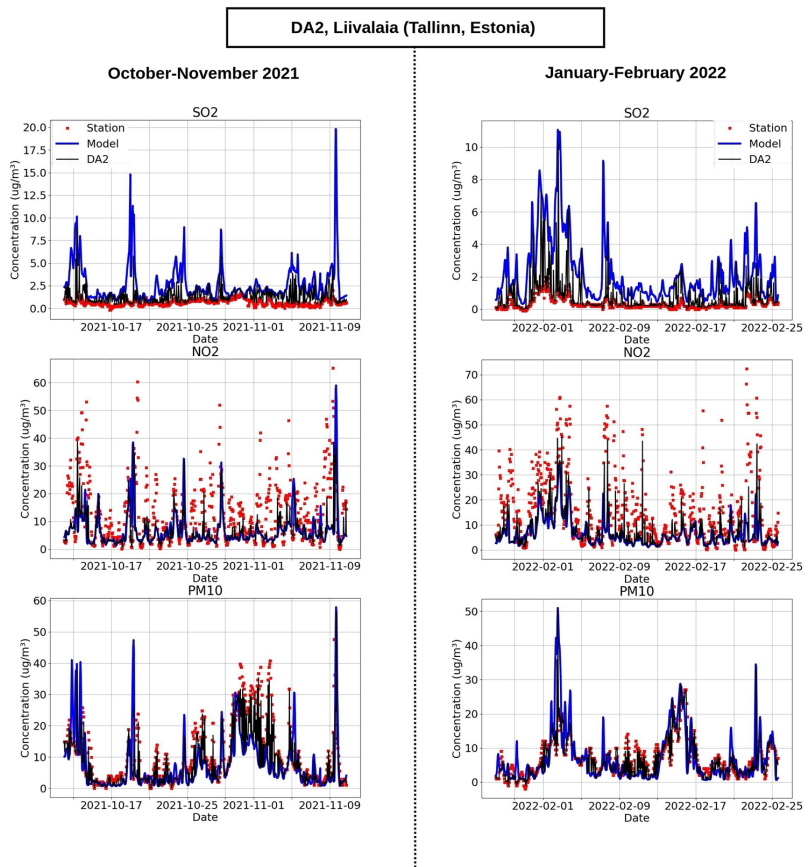 DA2, Liivalaia (Tallinn, Estonia)
October-November 2021
January-February 2022
SO2
Station
Model
DA2
Concentration (ug/m³)
20.0
17.5
15.0
12.5
10.0
7.5
5.0
2.5
0.0
2021-10-17
2021-10-25
2021-11-01
2021-11-09
Date
NO2
Concentration (ug/m³)
60
50
40
30
20
10
0
2021-10-17
2021-10-25
2021-11-01
2021-11-09
Date
PM10
Concentration (ug/m³)
60
50
40
30
20
10
0
2021-10-17
2021-10-25
2021-11-01
2021-11-09
Date
SO2
Station
Model
DA2
Concentration (ug/m³)
10
8
6
4
2
0
2022-02-01
2022-02-09
2022-02-17
2022-02-25
Date
NO2
Concentration (ug/m³)
70
60
50
40
30
20
10
0
2022-02-01
2022-02-09
2022-02-17
2022-02-25
Date
PM10
Concentration (ug/m³)
50
40
30
20
10
0
2022-02-01
2022-02-09
2022-02-17
2022-02-25
Date